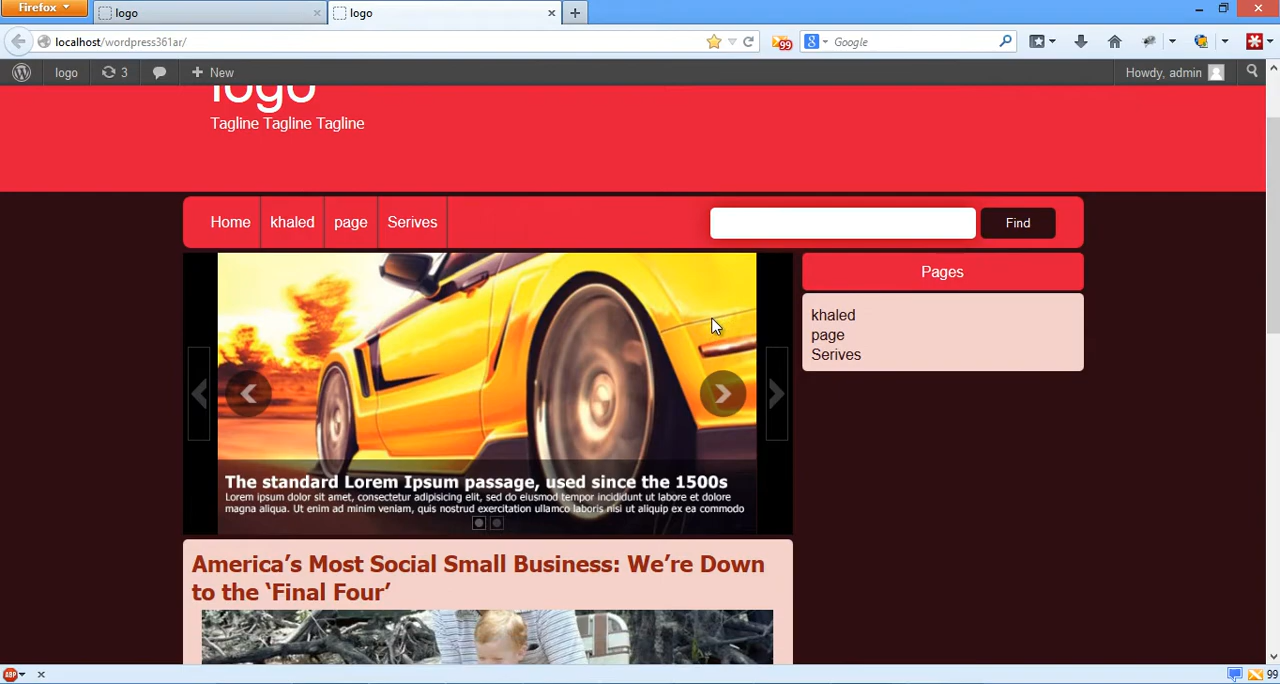 Firefox
logo
logo
localhost/wordpress361ar/
99
Google
logo
3
New
Howdy, admin
logo
Tagline Tagline Tagline
Home
khaled
page
Serives
Find
Pages
khaled
page
Serives
The standard Lorem Ipsum passage, used since the 1500s
Lorem ipsum dolor sit amet, consectetur adipisicing elit, sed do eiusmod tempor incididunt ut labore et dolore
magna aliqua. Ut enim ad minim veniam, quis nostrud exercitation ullamco laboris nisi ut aliquip ex ea commodo
America’s Most Social Small Business: We’re Down
to the ‘Final Four’
ABP
99